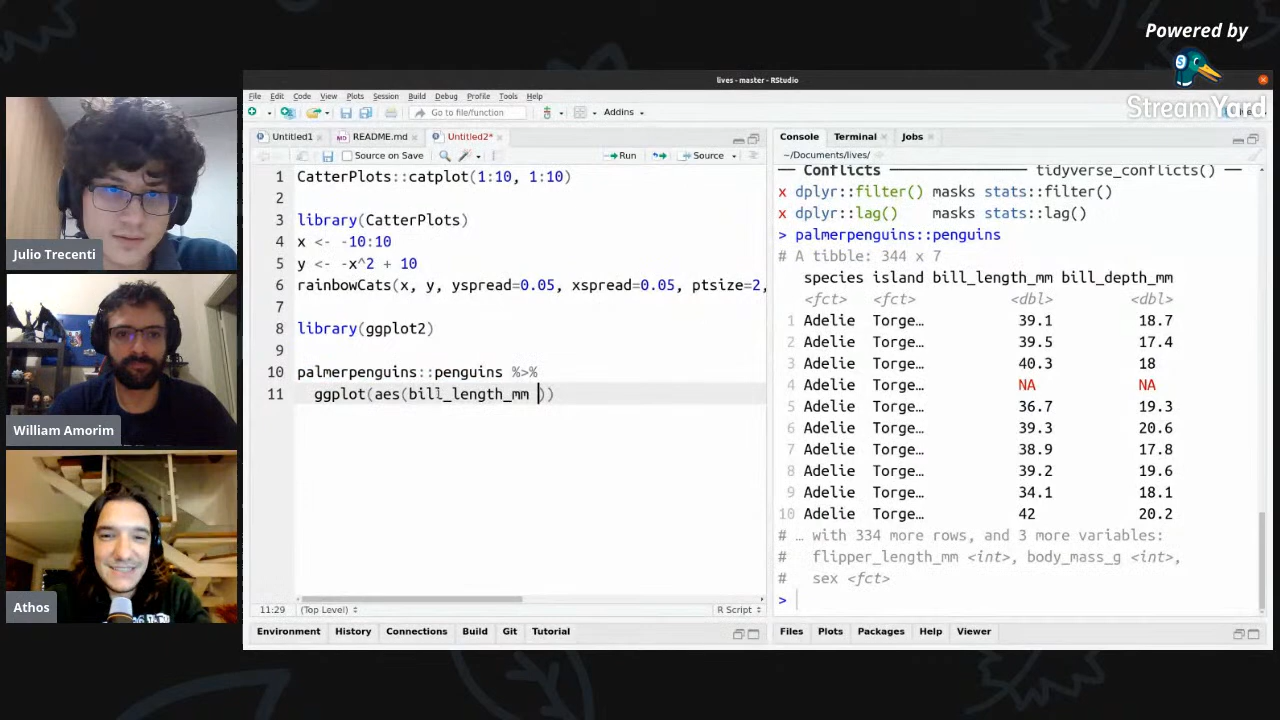 Powered by
StreamYard
lives - master - RStudio
File Edit Code View Plots Session Build Debug Profile Tools Help
Go to file/function
Addins
Untitled1
README.md
Untitled2*
Source on Save
Run
Source
1 CatterPlots::catplot(1:10, 1:10)
2
3 library(CatterPlots)
4 x <- -10:10
5 y <- -x^2 + 10
6 rainbowCats(x, y, yspread=0.05, xspread=0.05, ptsize=2,
7
8 library(ggplot2)
9
10 palmerpenguins::penguins %>%
11 ggplot(aes(bill_length_mm ))
11:29 (Top Level) R Script
Environment History Connections Build Git Tutorial
Console Terminal Jobs
~/Documents/lives/
── Conflicts ────────── tidyverse_conflicts() ──
x dplyr::filter() masks stats::filter()
x dplyr::lag() masks stats::lag()
> palmerpenguins::penguins
# A tibble: 344 x 7
species island bill_length_mm bill_depth_mm
<fct> <fct> <dbl> <dbl>
1 Adelie Torge… 39.1 18.7
2 Adelie Torge… 39.5 17.4
3 Adelie Torge… 40.3 18
4 Adelie Torge… NA NA
5 Adelie Torge… 36.7 19.3
6 Adelie Torge… 39.3 20.6
7 Adelie Torge… 38.9 17.8
8 Adelie Torge… 39.2 19.6
9 Adelie Torge… 34.1 18.1
10 Adelie Torge… 42 20.2
# … with 334 more rows, and 3 more variables:
# flipper_length_mm <int>, body_mass_g <int>,
# sex <fct>
>
Files Plots Packages Help Viewer
Julio Trecenti
William Amorim
Athos